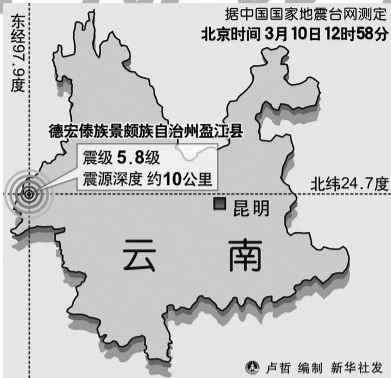 据中国国家地震台网测定
北京时间 3月10日12时58分
东经97.9度
德宏傣族景颇族自治州盈江县
震级 5.8级
震源深度 约10公里
北纬24.7度
昆明
云南
卢哲 编制 新华社发